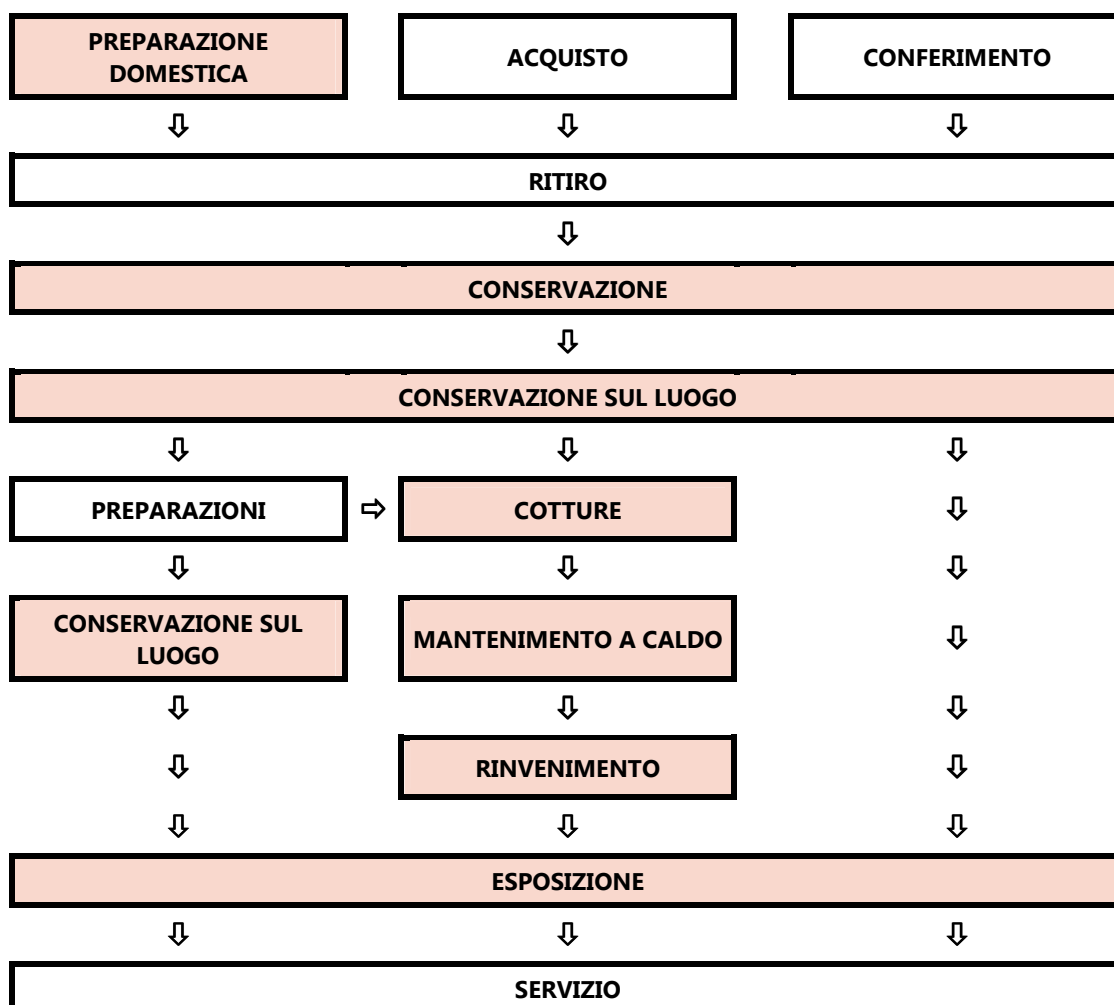 PREPARAZIONE
DOMESTICA
ACQUISTO
CONFERIMENTO
RITIRO
CONSERVAZIONE
CONSERVAZIONE SUL LUOGO
PREPARAZIONI
COTTURE
CONSERVAZIONE SUL
LUOGO
MANTENIMENTO A CALDO
RINVENIMENTO
ESPOSIZIONE
SERVIZIO